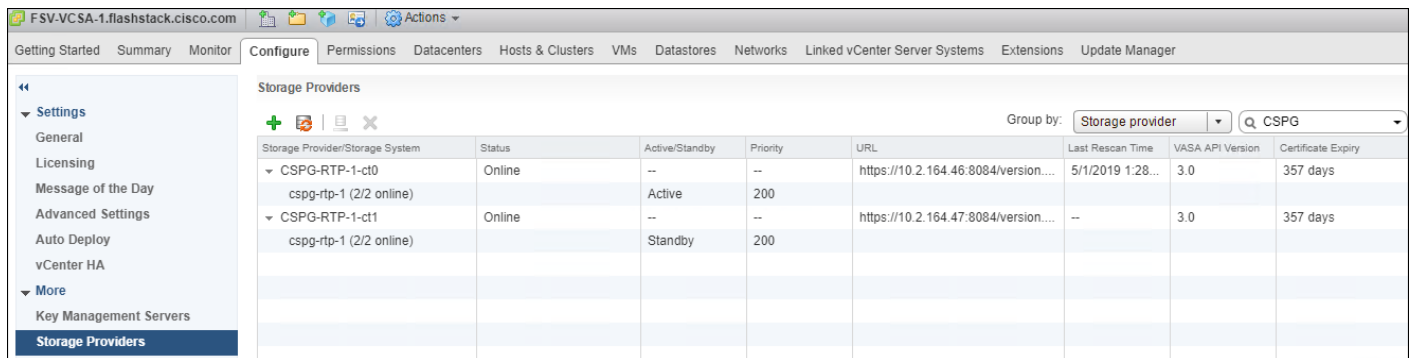 FSV-VCSA-1.flashstack.cisco.com Actions
Getting Started Summary Monitor Configure Permissions Datacenters Hosts & Clusters VMs Datastores Networks Linked vCenter Server Systems Extensions Update Manager
Settings
General
Licensing
Message of the Day
Advanced Settings
Auto Deploy
vCenter HA
More
Key Management Servers
Storage Providers
Storage Providers
Group by: Storage provider CSPG
Storage Provider/Storage System Status Active/Standby Priority URL Last Rescan Time VASA API Version Certificate Expiry
CSPG-RTP-1-ct0 Online -- -- https://10.2.164.46:8084/version.... 5/1/2019 1:28... 3.0 357 days
cspg-rtp-1 (2/2 online) Active 200
CSPG-RTP-1-ct1 Online -- -- https://10.2.164.47:8084/version.... -- 3.0 357 days
cspg-rtp-1 (2/2 online) Standby 200